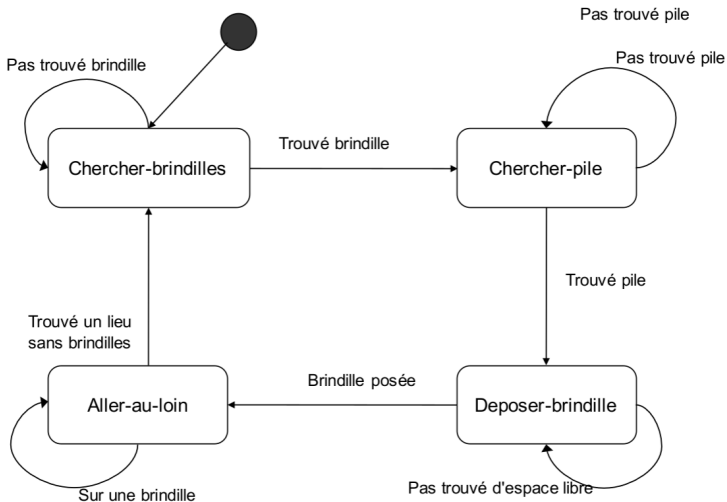 Pas trouvé pile
Pas trouvé brindille
Pas trouvé pile
Trouvé brindille
Chercher-brindilles
Chercher-pile
Trouvé pile
Trouvé un lieu
sans brindilles
Brindille posée
Aller-au-loin
Deposer-brindille
Sur une brindille
Pas trouvé d'espace libre